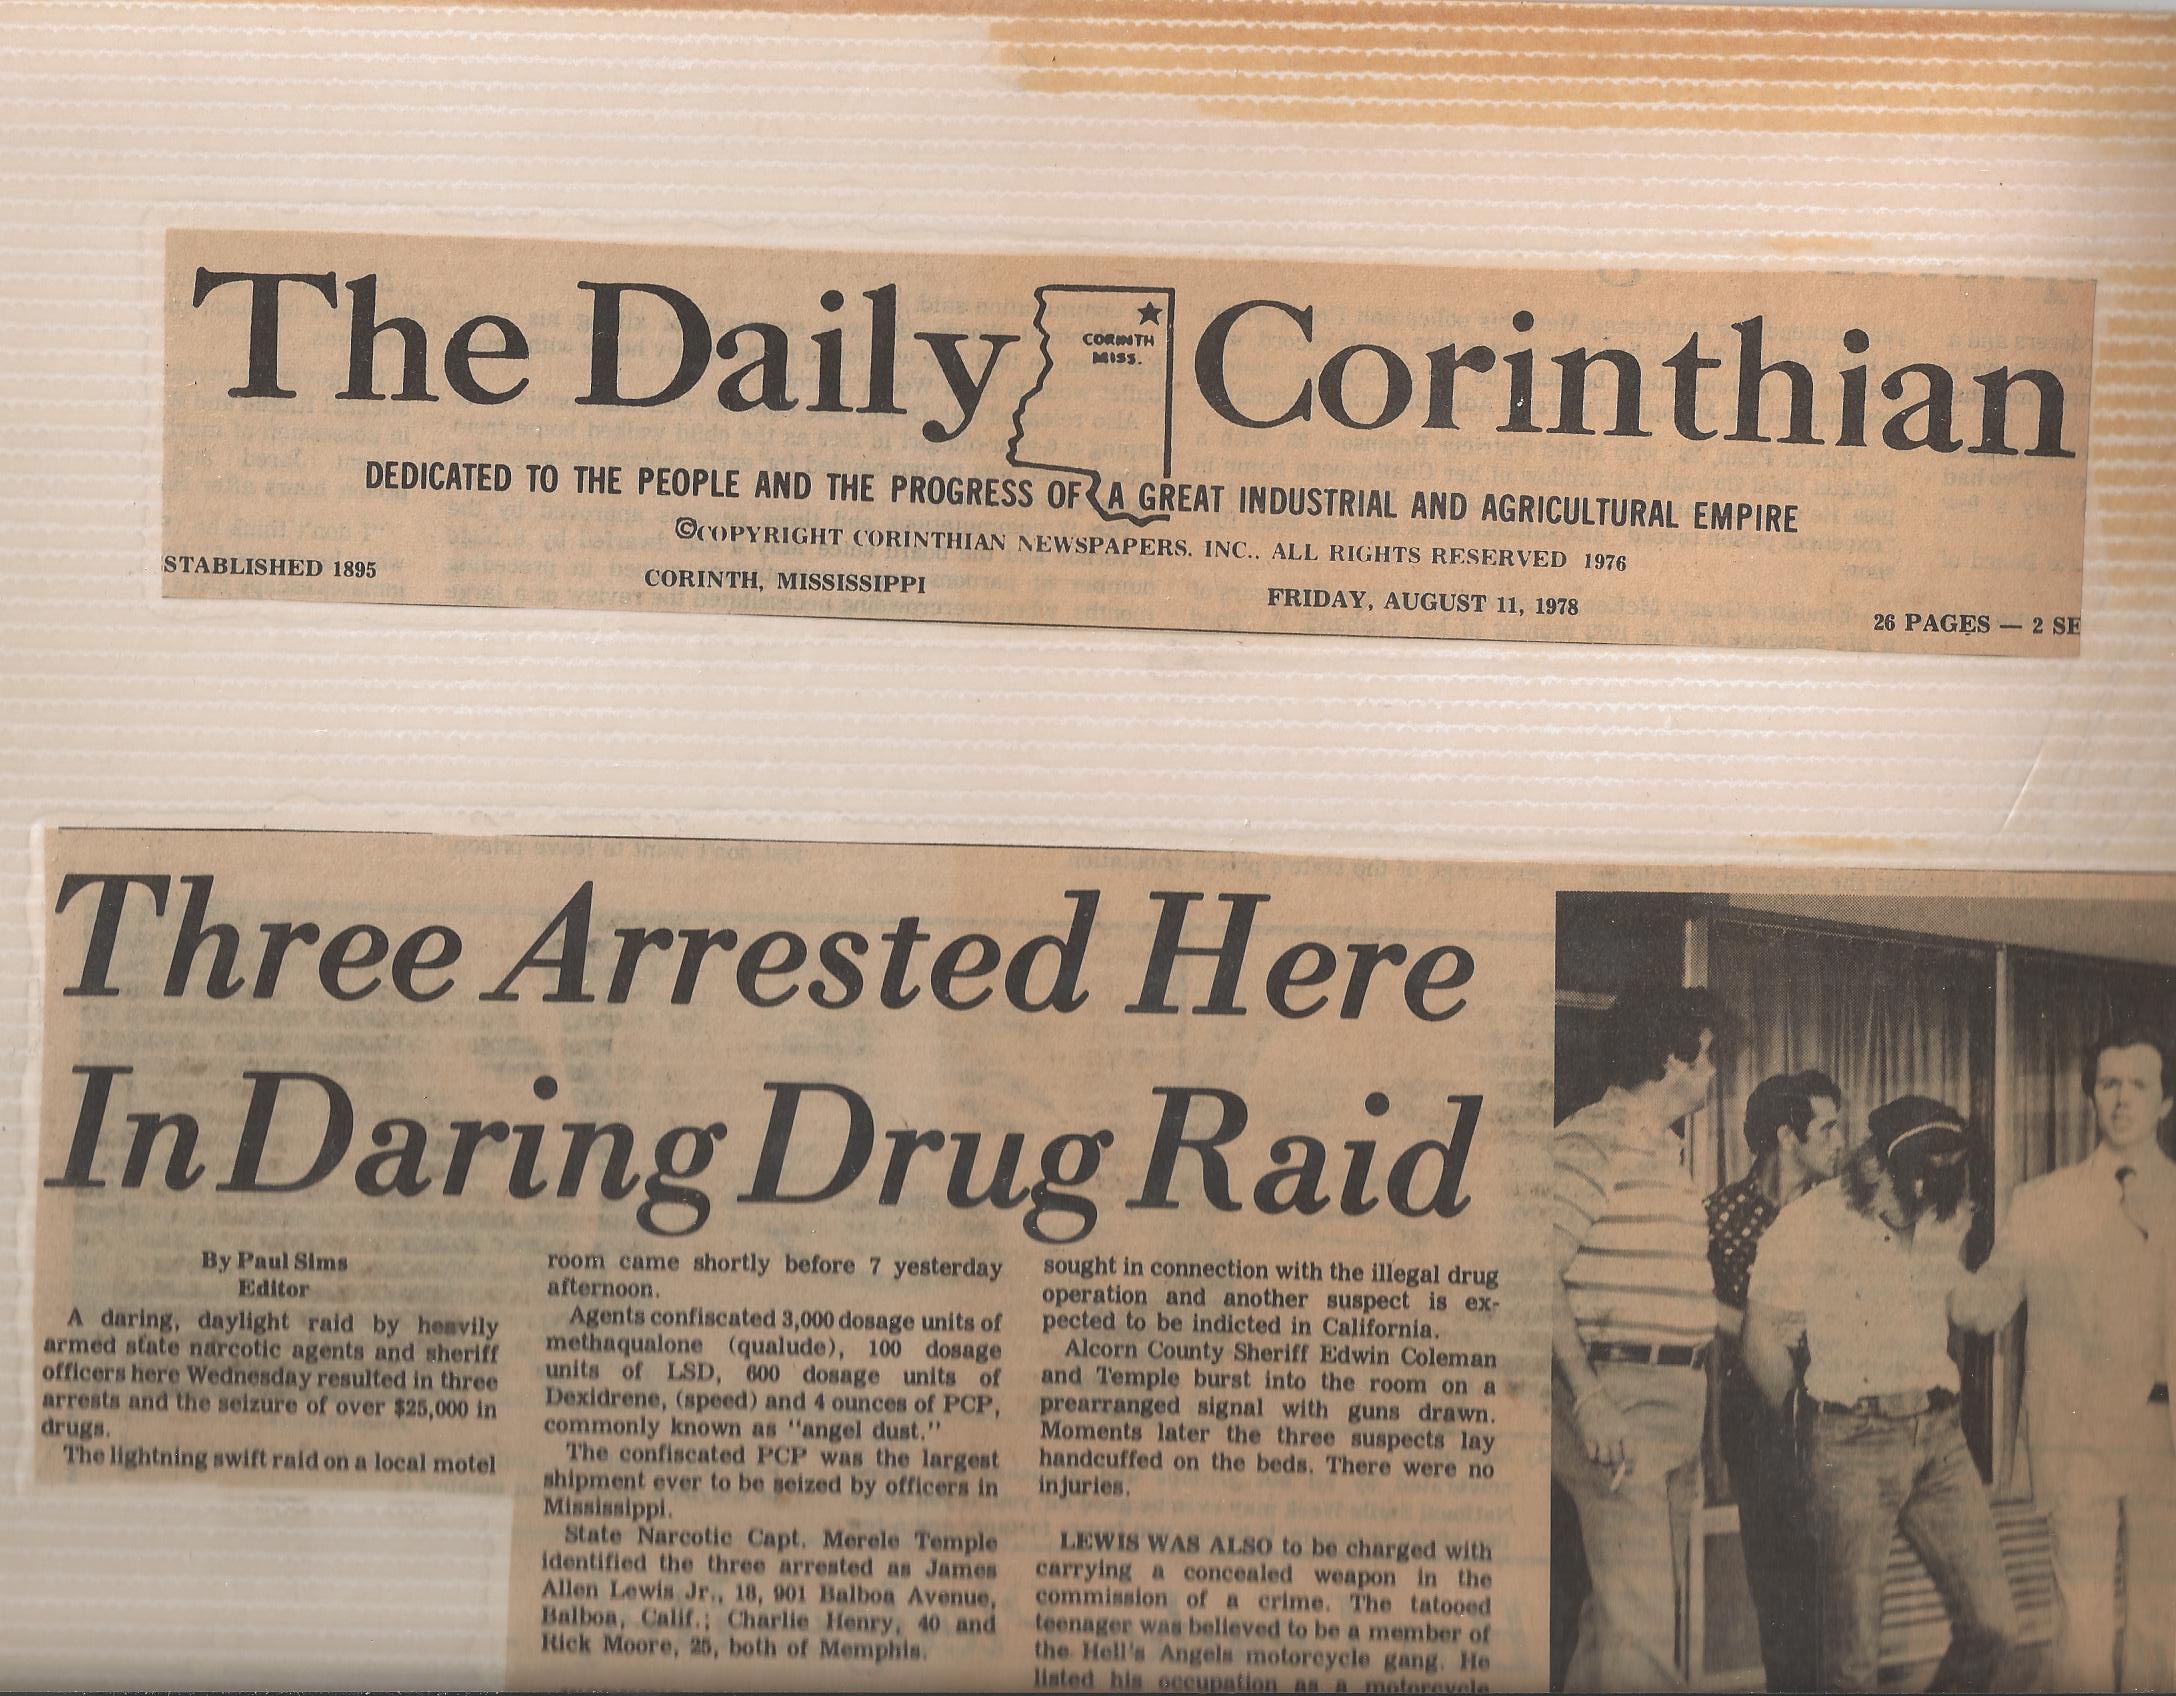 The Daily Corinthian
CORINTH
MISS.
DEDICATED TO THE PEOPLE AND THE PROGRESS OF A GREAT INDUSTRIAL AND AGRICULTURAL EMPIRE
©COPYRIGHT CORINTHIAN NEWSPAPERS. INC.. ALL RIGHTS RESERVED 1976
STABLISHED 1895 CORINTH, MISSISSIPPI FRIDAY, AUGUST 11, 1978 26 PAGES — 2 SE
Three Arrested Here
In Daring Drug Raid
By Paul Sims
Editor
A daring, daylight raid by heavily
armed state narcotic agents and sheriff
officers here Wednesday resulted in three
arrests and the seizure of over $25,000 in
drugs.
The lightning swift raid on a local motel
room came shortly before 7 yesterday
afternoon.
Agents confiscated 3,000 dosage units of
methaqualone (qualude), 100 dosage
units of LSD, 600 dosage units of
Dexidrene, (speed) and 4 ounces of PCP,
commonly known as "angel dust."
The confiscated PCP was the largest
shipment ever to be seized by officers in
Mississippi.
State Narcotic Capt. Merele Temple
identified the three arrested as James
Allen Lewis Jr., 18, 901 Balboa Avenue,
Balboa, Calif.; Charlie Henry, 40 and
Rick Moore, 25, both of Memphis.
sought in connection with the illegal drug
operation and another suspect is ex-
pected to be indicted in California.
Alcorn County Sheriff Edwin Coleman
and Temple burst into the room on a
prearranged signal with guns drawn.
Moments later the three suspects lay
handcuffed on the beds. There were no
injuries.
LEWIS WAS ALSO to be charged with
carrying a concealed weapon in the
commission of a crime. The tatooed
teenager was believed to be a member of
the Hell's Angels motorcycle gang. He
listed his occupation as a motorcycle